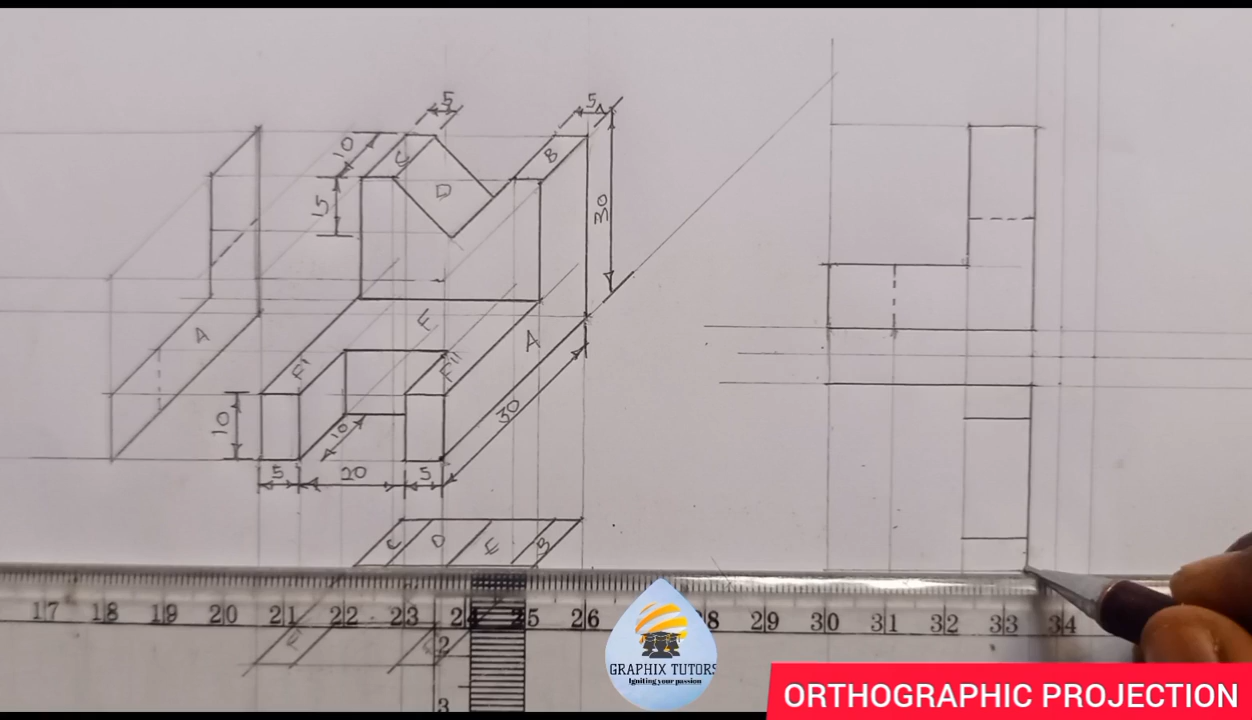 5
5
10
C
B
D
15
30
A
E
A
F'
F"
10
30
10
5
20
5
C
D
E
B
17 18 19 20 21 22 23 24 25 26 28 29 30 31 32 33 34
2
3
GRAPHIX TUTORS
Igniting your passion
ORTHOGRAPHIC PROJECTION